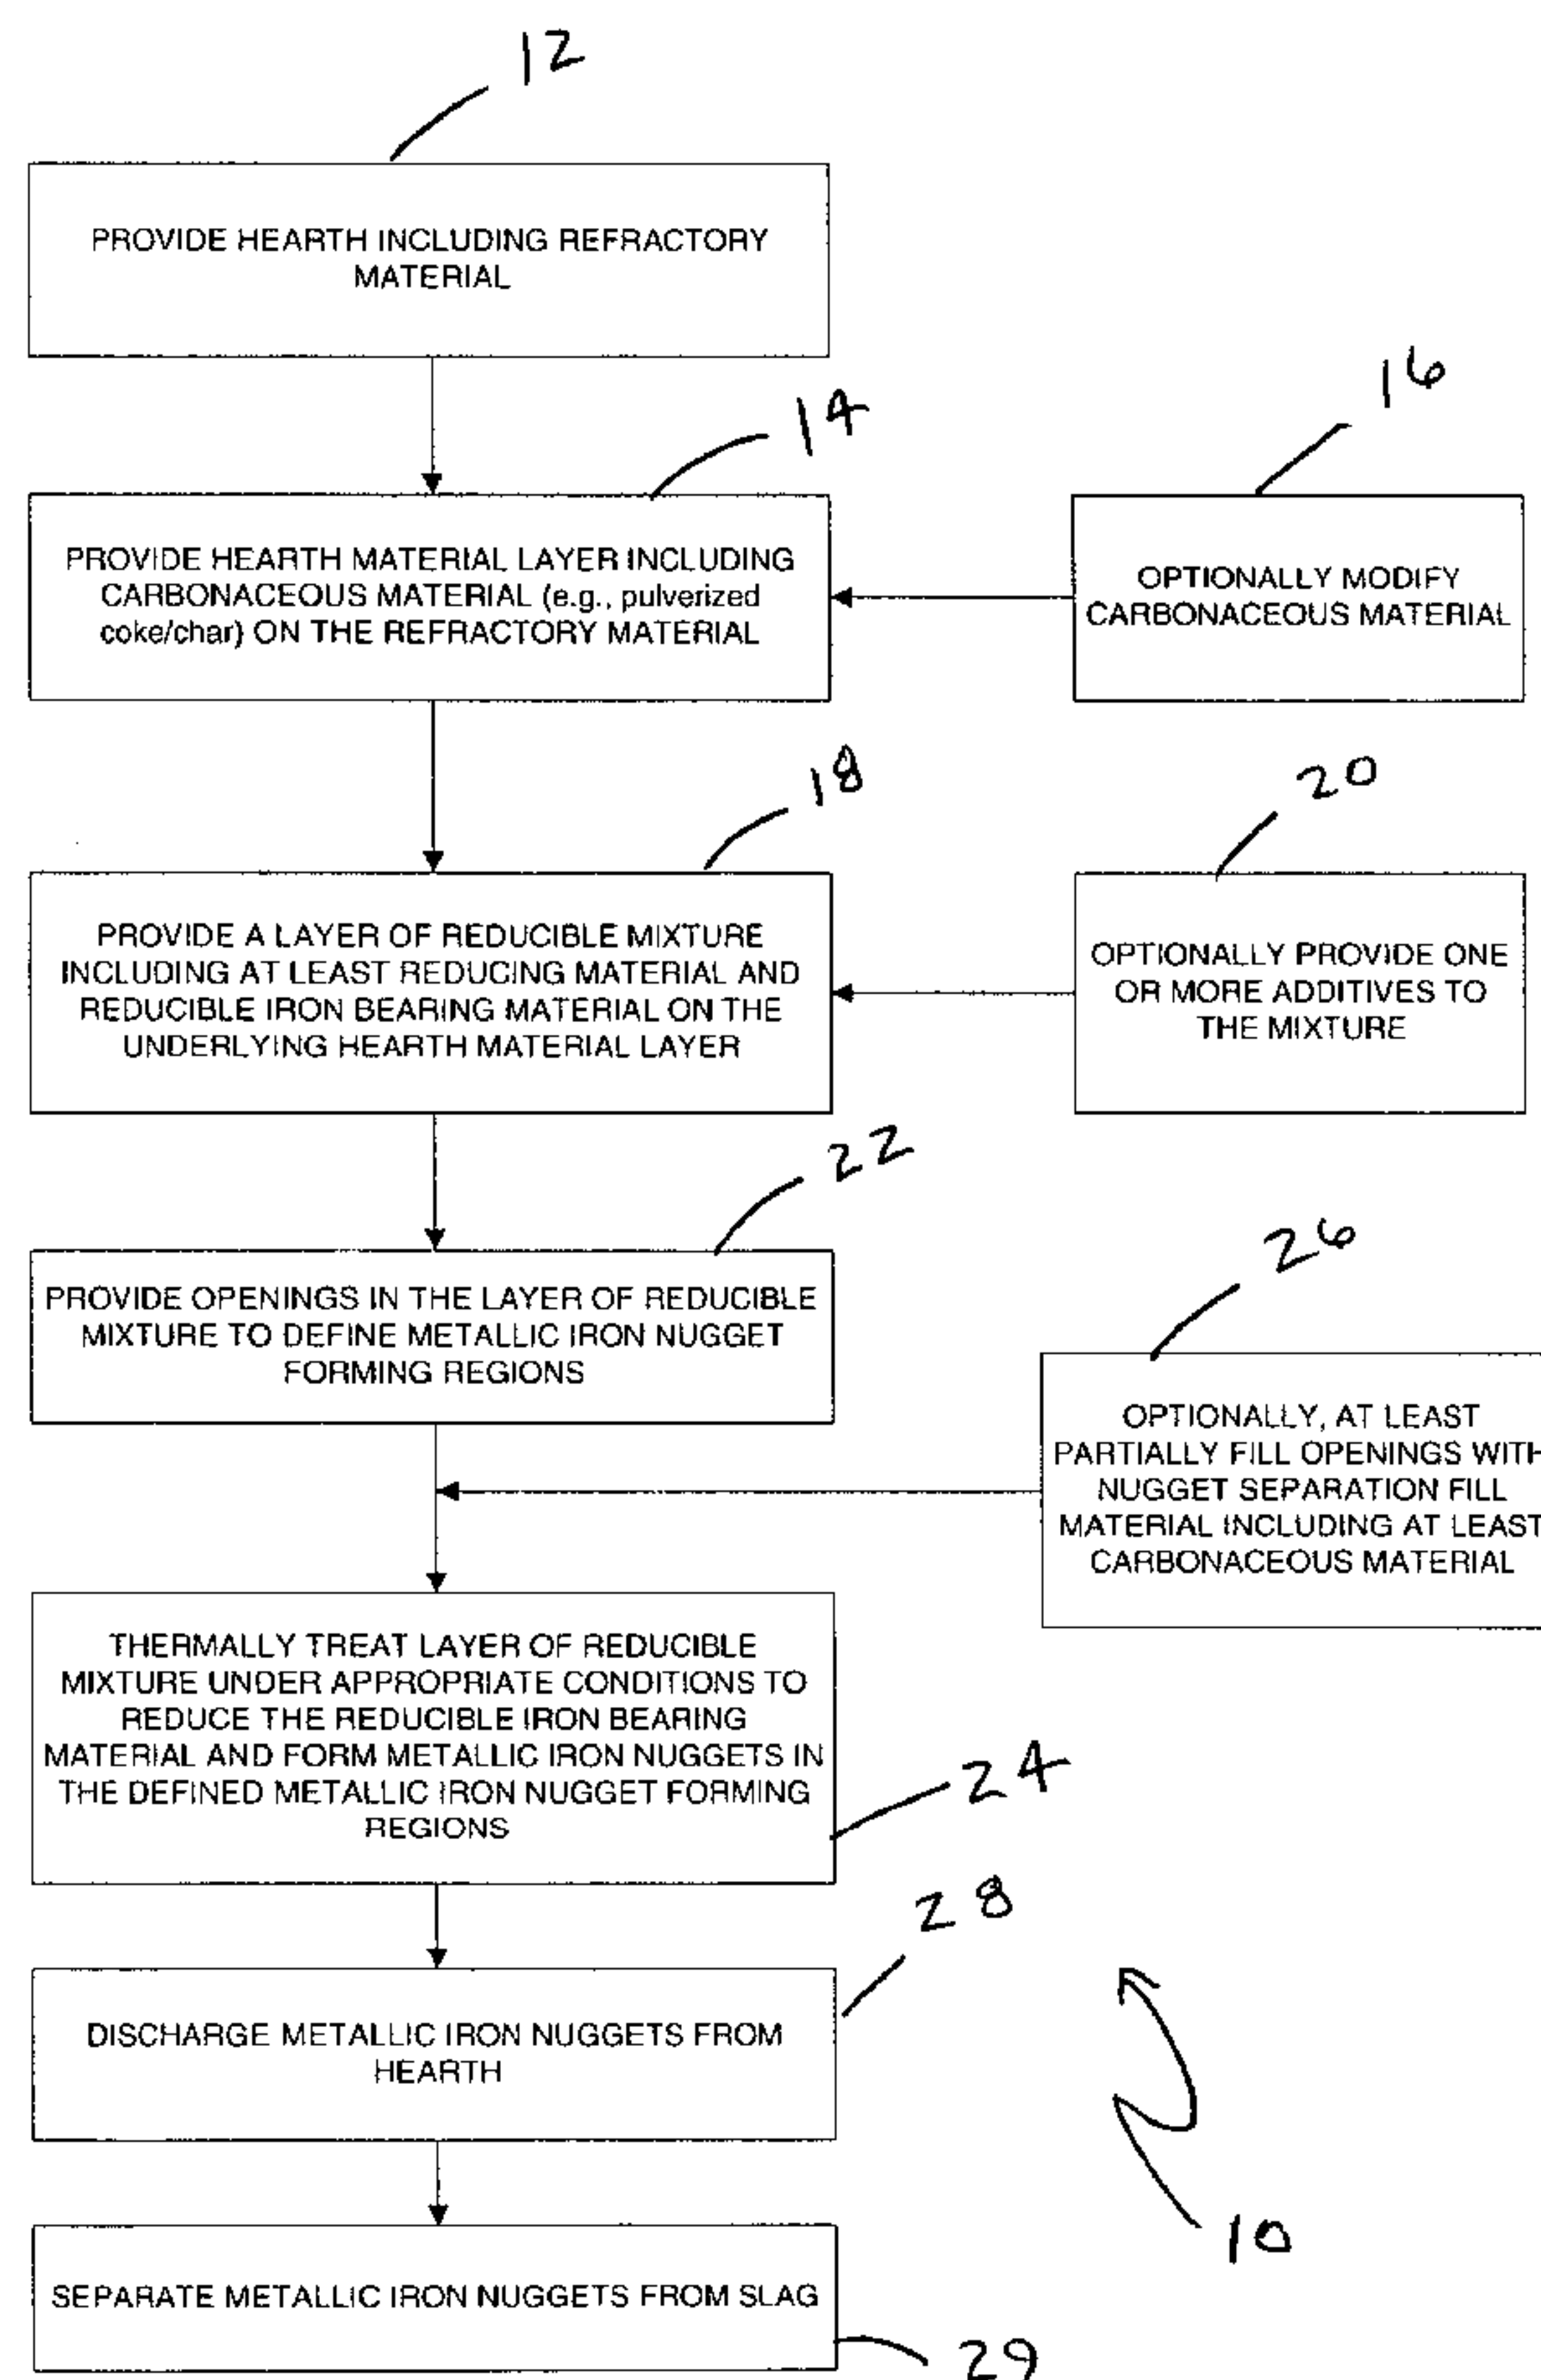 12
PROVIDE HEARTH INCLUDING REFRACTORY
MATERIAL
14
PROVIDE HEARTH MATERIAL LAYER INCLUDING
CARBONACEOUS MATERIAL (e.g., pulverized
coke/char) ON THE REFRACTORY MATERIAL
16
OPTIONALLY MODIFY
CARBONACEOUS MATERIAL
18
PROVIDE A LAYER OF REDUCIBLE MIXTURE
INCLUDING AT LEAST REDUCING MATERIAL AND
REDUCIBLE IRON BEARING MATERIAL ON THE
UNDERLYING HEARTH MATERIAL LAYER
20
OPTIONALLY PROVIDE ONE
OR MORE ADDITIVES TO
THE MIXTURE
22
PROVIDE OPENINGS IN THE LAYER OF REDUCIBLE
MIXTURE TO DEFINE METALLIC IRON NUGGET
FORMING REGIONS
26
OPTIONALLY, AT LEAST
PARTIALLY FILL OPENINGS WITH
NUGGET SEPARATION FILL
MATERIAL INCLUDING AT LEAST
CARBONACEOUS MATERIAL
THERMALLY TREAT LAYER OF REDUCIBLE
MIXTURE UNDER APPROPRIATE CONDITIONS TO
REDUCE THE REDUCIBLE IRON BEARING
MATERIAL AND FORM METALLIC IRON NUGGETS IN
THE DEFINED METALLIC IRON NUGGET FORMING
REGIONS
24
28
DISCHARGE METALLIC IRON NUGGETS FROM
HEARTH
10
SEPARATE METALLIC IRON NUGGETS FROM SLAG
29